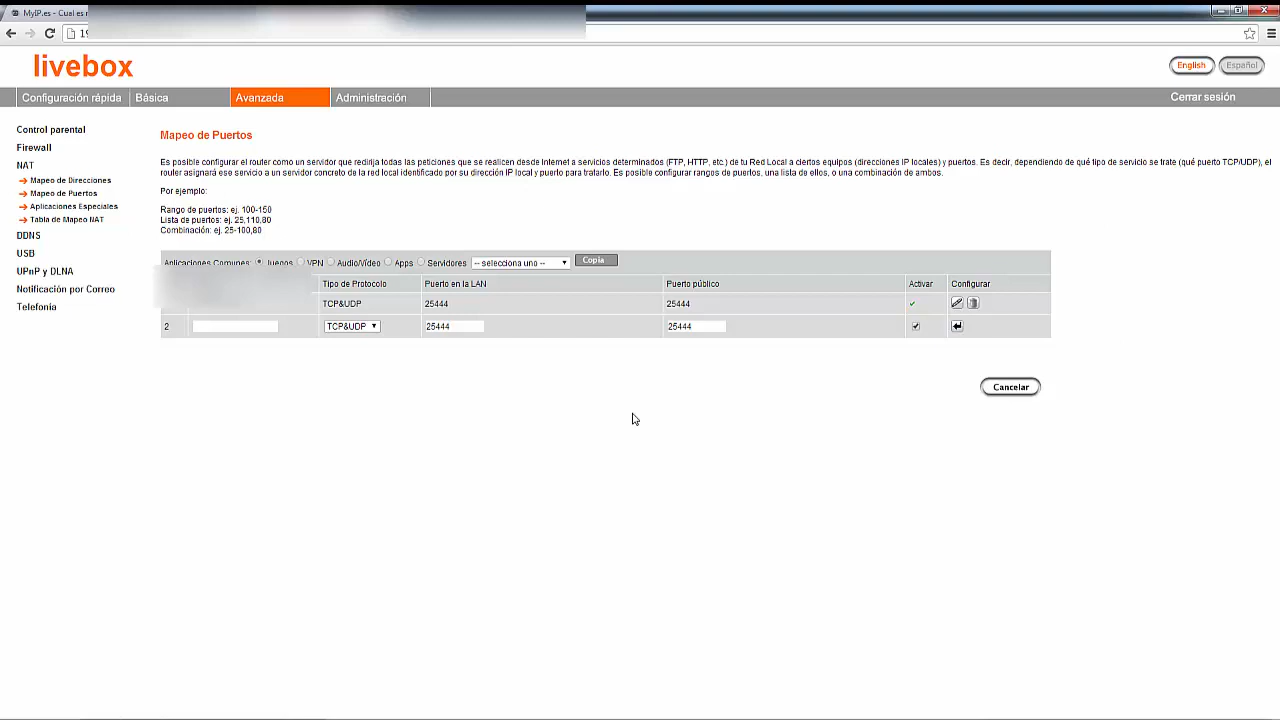 MyIP.es - Cual es
19
livebox
English
Español
Configuración rápida
Básica
Avanzada
Administración
Cerrar sesión
Control parental
Firewall
NAT
Mapeo de Direcciones
Mapeo de Puertos
Aplicaciones Especiales
Tabla de Mapeo NAT
DDNS
USB
UPnP y DLNA
Notificación por Correo
Telefonía
Mapeo de Puertos
Es posible configurar el router como un servidor que redirija todas las peticiones que se realicen desde Internet a servicios determinados (FTP, HTTP, etc.) de tu Red Local a ciertos equipos (direcciones IP locales) y puertos. Es decir, dependiendo de qué tipo de servicio se trate (qué puerto TCP/UDP), el
router asignará ese servicio a un servidor concreto de la red local identificado por su dirección IP local y puerto para tratarlo. Es posible configurar rangos de puertos, una lista de ellos, o una combinación de ambos.
Por ejemplo:
Rango de puertos: ej. 100-150
Lista de puertos: ej. 25,110,80
Combinación: ej. 25-100,80
Aplicaciones Comunes: Juegos VPN Audio/Vídeo Apps Servidores -- selecciona uno -- Copia
Tipo de Protocolo Puerto en la LAN Puerto público Activar Configurar
TCP&UDP 25444 25444
2 TCP&UDP 25444 25444
Cancelar